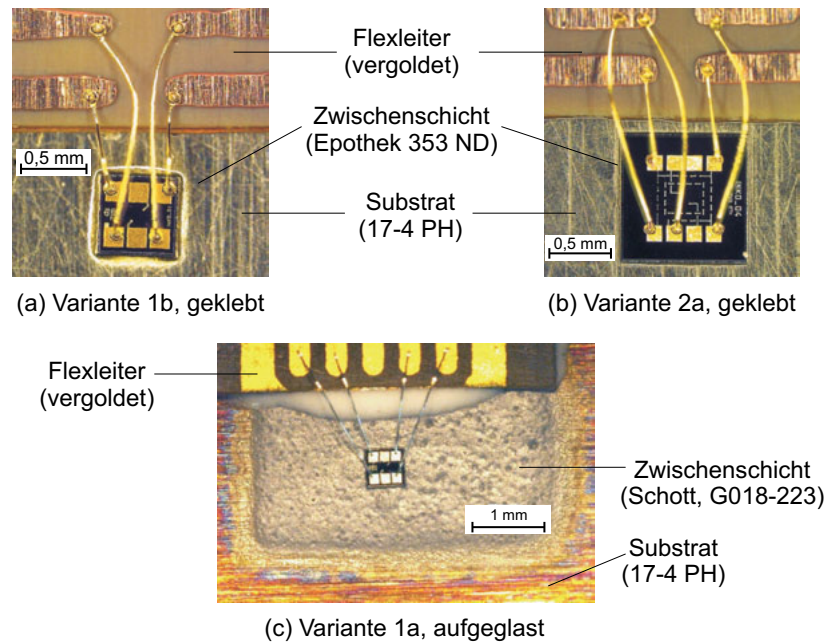 Flexleiter
(vergoldet)
Zwischenschicht
(Epothek 353 ND)
Substrat
(17-4 PH)
0,5 mm
0,5 mm
(a) Variante 1b, geklebt
(b) Variante 2a, geklebt
Flexleiter
(vergoldet)
Zwischenschicht
(Schott, G018-223)
1 mm
Substrat
(17-4 PH)
(c) Variante 1a, aufgeglast